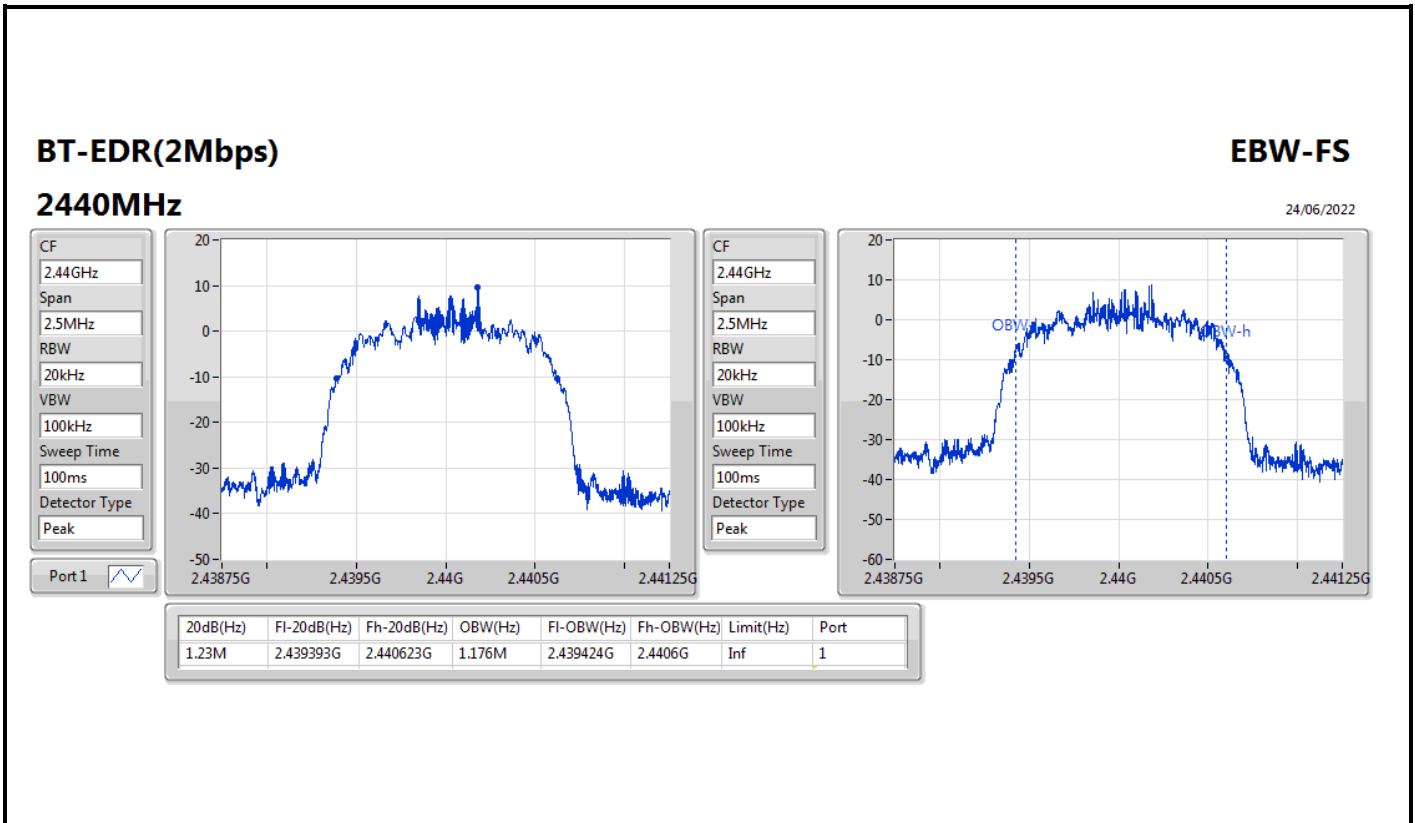 BT-EDR(2Mbps)
EBW-FS
2440MHz
24/06/2022
CF
2.44GHz
Span
2.5MHz
RBW
20kHz
VBW
100kHz
Sweep Time
100ms
Detector Type
Peak
Port 1
20
10
0
-10
-20
-30
-40
-50
2.43875G 2.4395G 2.44G 2.4405G 2.44125G
CF
2.44GHz
Span
2.5MHz
RBW
20kHz
VBW
100kHz
Sweep Time
100ms
Detector Type
Peak
20
10
0
-10
-20
-30
-40
-50
-60
OBW-h
2.43875G 2.4395G 2.44G 2.4405G 2.44125G
20dB(Hz) Fl-20dB(Hz) Fh-20dB(Hz) OBW(Hz) Fl-OBW(Hz) Fh-OBW(Hz) Limit(Hz) Port
1.23M 2.439393G 2.440623G 1.176M 2.439424G 2.4406G Inf 1